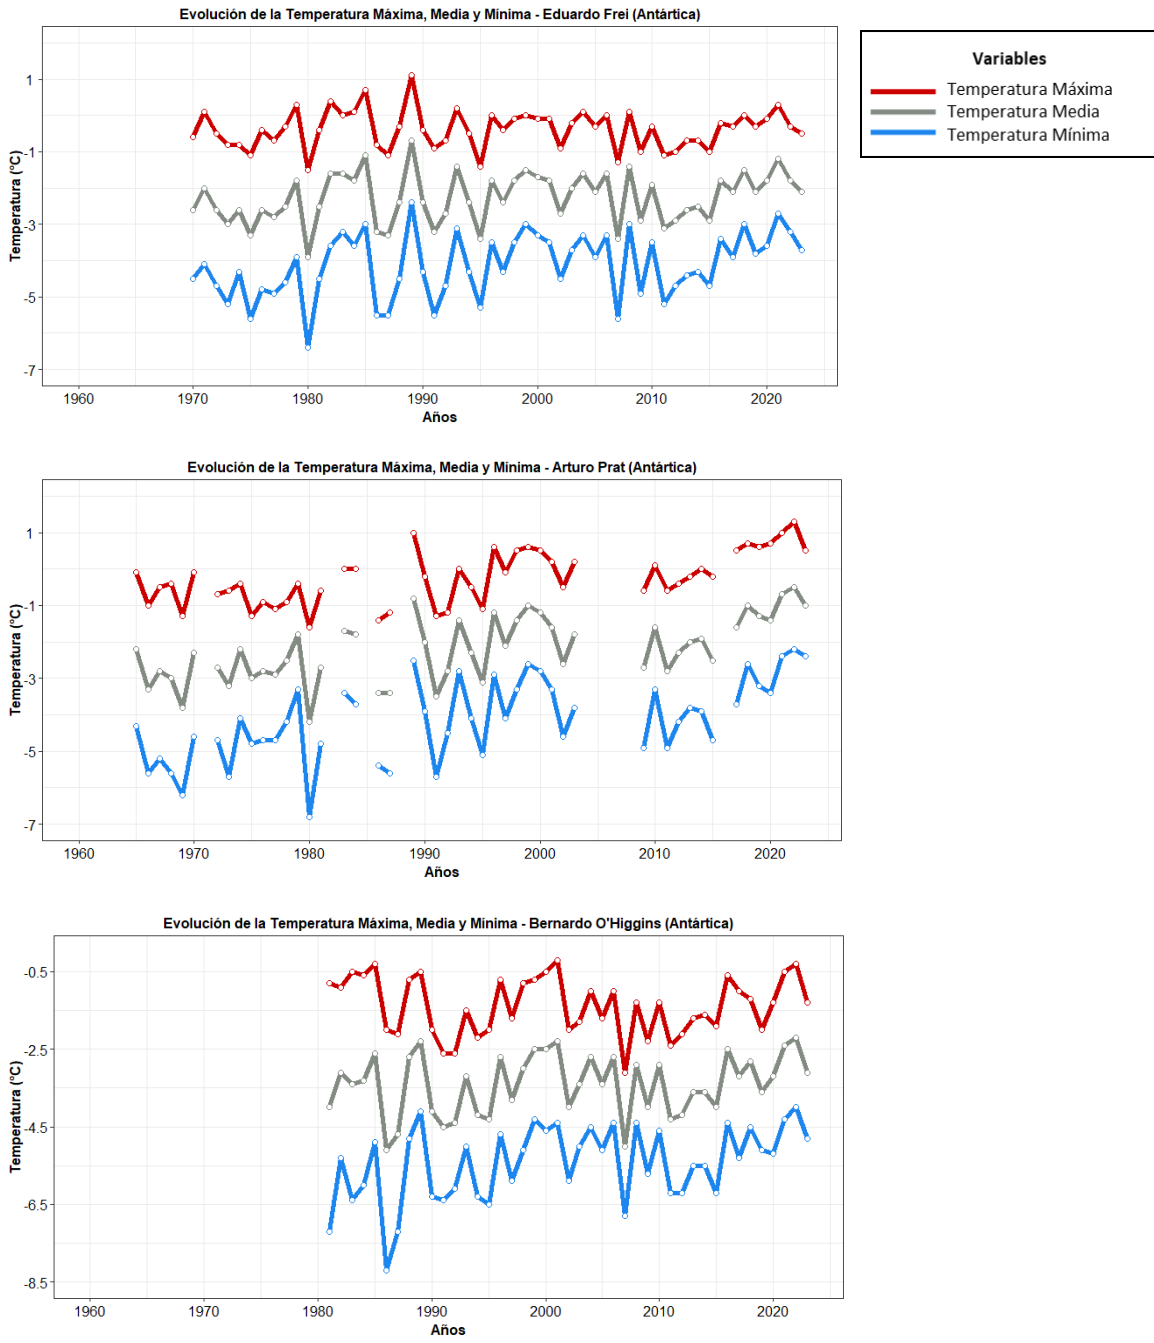 Evolución de la Temperatura Máxima, Media y Mínima - Eduardo Frei (Antártica)
Variables
Temperatura Máxima
Temperatura Media
Temperatura Mínima
Temperatura (°C)
1
-1
-3
-5
-7
1960 1970 1980 1990 2000 2010 2020
Años
Evolución de la Temperatura Máxima, Media y Mínima - Arturo Prat (Antártica)
Temperatura (°C)
1
-1
-3
-5
-7
1960 1970 1980 1990 2000 2010 2020
Años
Evolución de la Temperatura Máxima, Media y Mínima - Bernardo O'Higgins (Antártica)
Temperatura (°C)
-0.5
-2.5
-4.5
-6.5
-8.5
1960 1970 1980 1990 2000 2010 2020
Años